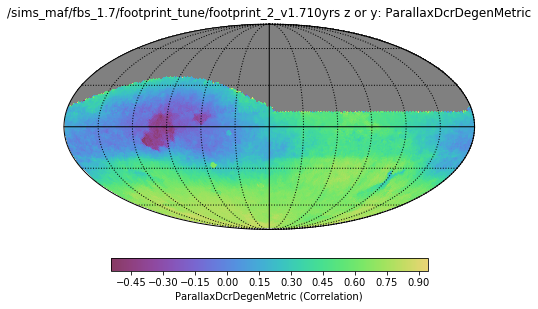 /sims_maf/fbs_1.7/footprint_tune/footprint_2_v1.710yrs z or y: ParallaxDcrDegenMetric
−0.45 −0.30 −0.15 0.00 0.15 0.30 0.45 0.60 0.75 0.90
ParallaxDcrDegenMetric (Correlation)